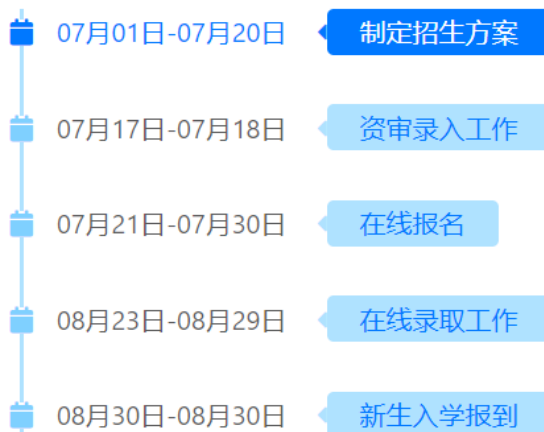 07月01日-07月20日 制定招生方案
07月17日-07月18日 资审录入工作
07月21日-07月30日 在线报名
08月23日-08月29日 在线录取工作
08月30日-08月30日 新生入学报到